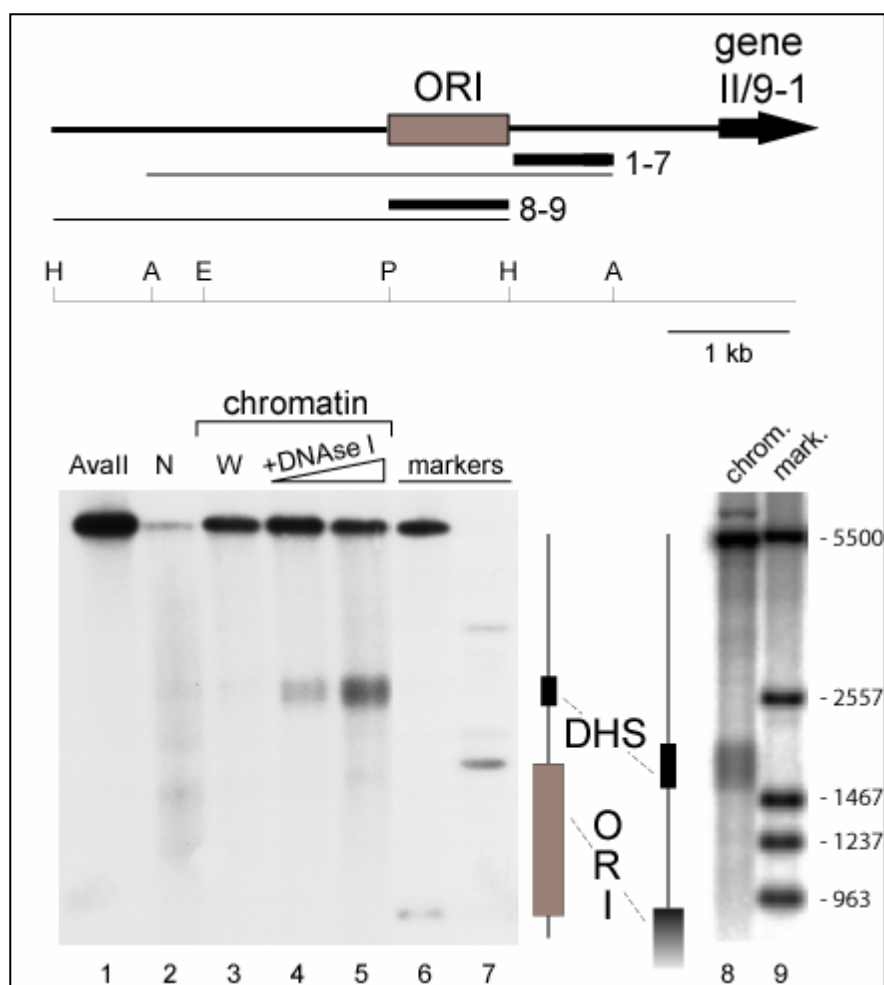 gene
II/9-1
ORI
1-7
8-9
H A E P H A
1 kb
chromatin
AvaII N W +DNAse I markers
chrom.
mark.
- 5500
- 2557
DHS
- 1467
O
R
I
- 1237
- 963
1 2 3 4 5 6 7 8 9